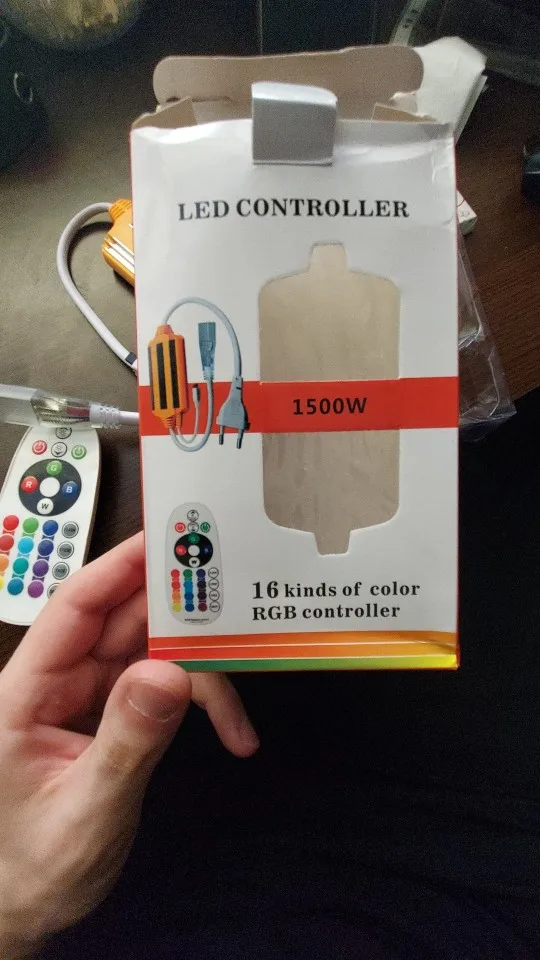 LED CONTROLLER
1500W
16 kinds of color
RGB controller
G
R
B
W